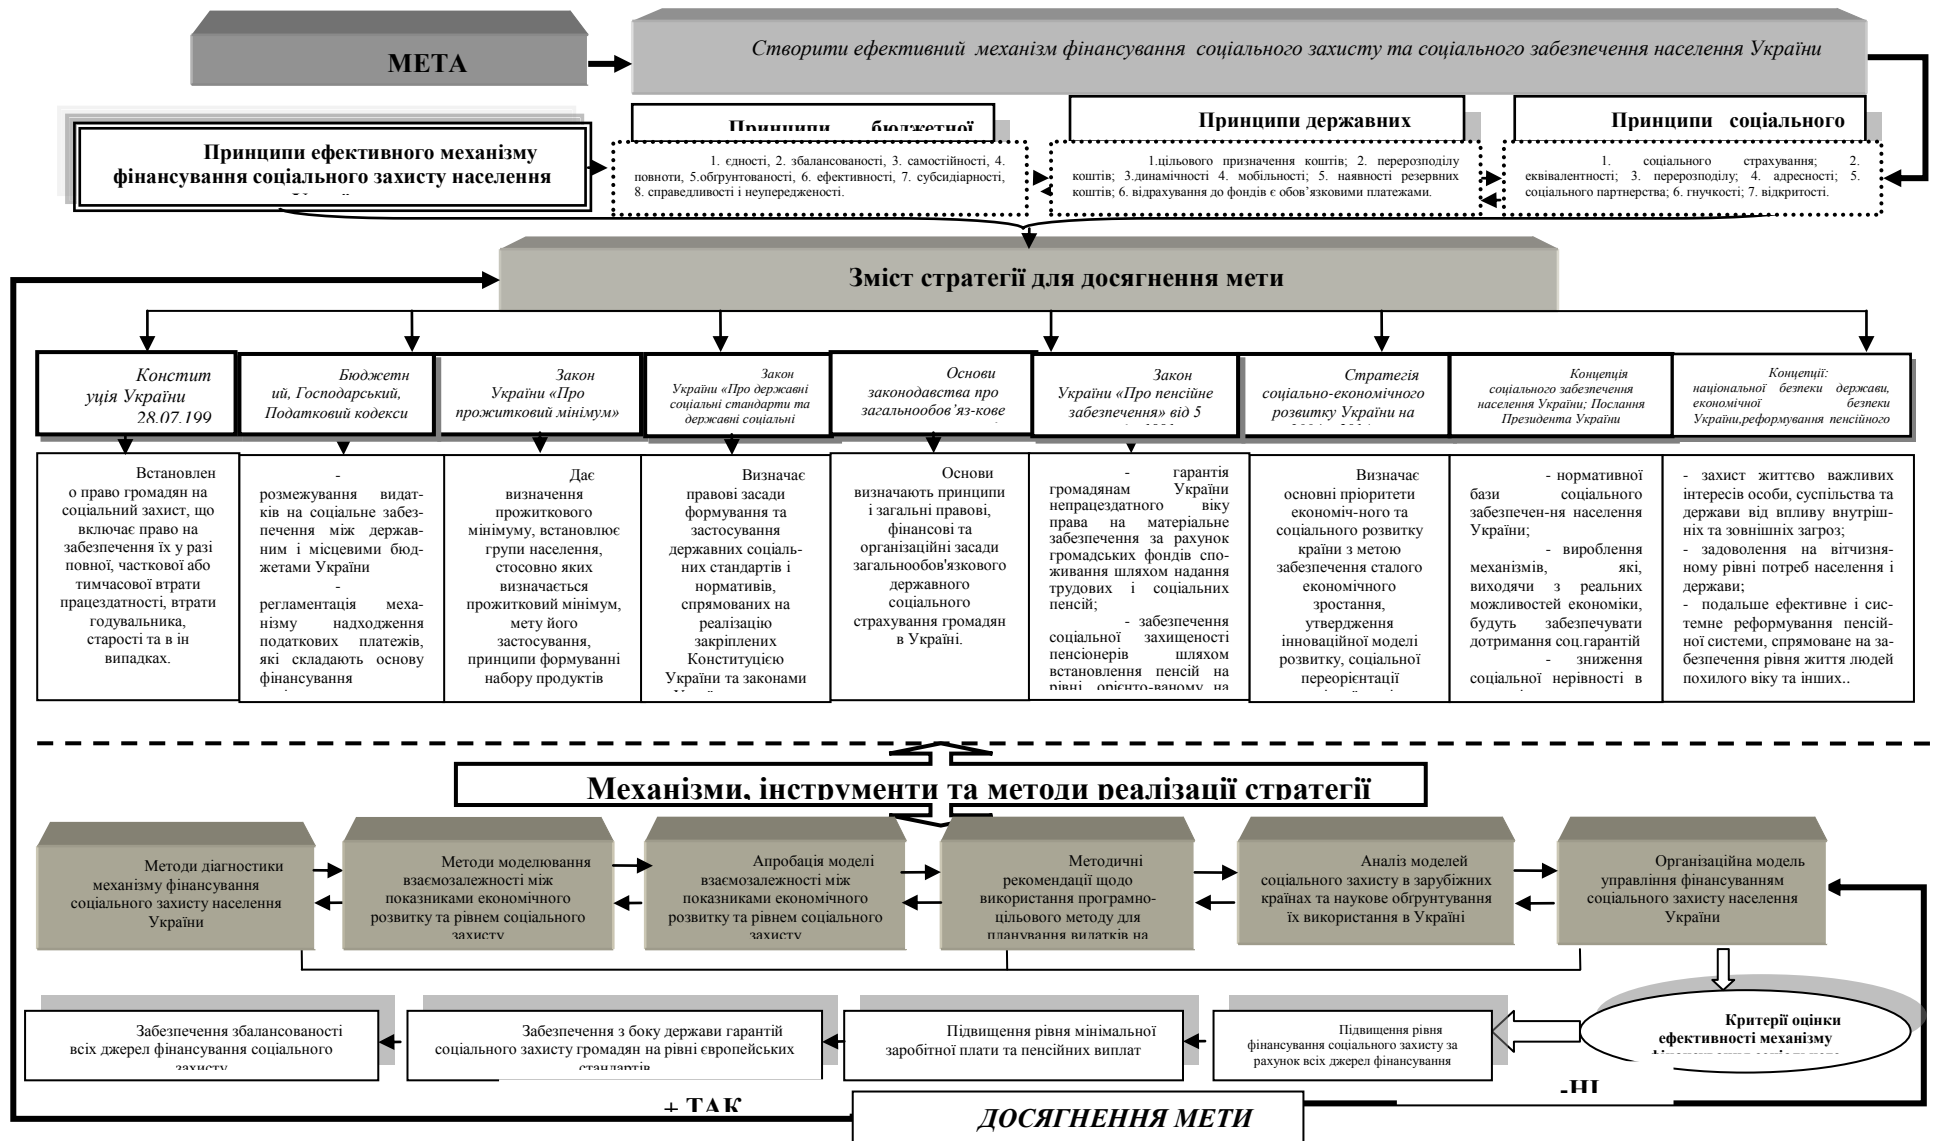 МЕТА
Створити ефективний механізм фінансування соціального захисту та соціального забезпечення населення України
Принципи ефективного механізму
фінансування соціального захисту населення
Принципи бюджетної
1. єдності, 2. збалансованості, 3. самостійності, 4.
повноти, 5.обґрунтованості, 6. ефективності, 7. субсидіарності,
8. справедливості і неупередженості.
Принципи державних
1.цільового призначення коштів; 2. перерозподілу
коштів; 3.динамічності 4. мобільності; 5. наявності резервних
коштів; 6. відрахування до фондів є обов’язковими платежами.
Принципи соціального
1. соціального страхування; 2.
еквівалентності; 3. перерозподілу; 4. адресності; 5.
соціального партнерства; 6. гнучкості; 7. відкритості.
Зміст стратегії для досягнення мети
Констит
уція України
28.07.199
Бюджетн
ий, Господарський,
Податковий кодекси
Закон
України «Про
прожитковий мінімум»
Закон
України «Про державні
соціальні стандарти та
державні соціальні
Основи
законодавства про
загальнообов’яз-кове
Закон
України «Про пенсійне
забезпечення» від 5
Стратегія
соціально-економічного
розвитку України на
Концепція
соціального забезпечення
населення України; Послання
Президента України
Концепції:
національної безпеки держави,
економічної безпеки
України,реформування пенсійного
Встановлен
о право громадян на
соціальний захист, що
включає право на
забезпечення їх у разі
повної, часткової або
тимчасової втрати
працездатності, втрати
годувальника,
старості та в ін
випадках.
-
розмежування видат-
ків на соціальне забез-
печення між держав-
ним і місцевими бюд-
жетами України
-
регламентація меха-
нізму надходження
податкових платежів,
які складають основу
фінансування
Дає
визначення
прожиткового
мінімуму, встановлює
групи населення,
стосовно яких
визначається
прожитковий мінімум,
мету його
застосування,
принципи формуванні
набору продуктів
Визначає
правові засади
формування та
застосування
державних соціаль-
них стандартів і
нормативів,
спрямованих на
реалізацію
закріплених
Конституцією
України та законами
Основи
визначають принципи
і загальні правові,
фінансові та
організаційні засади
загальнообов'язкового
державного
соціального
страхування громадян
в Україні.
- гарантія
громадянам України
непрацездатного віку
права на матеріальне
забезпечення за рахунок
громадських фондів спо-
живання шляхом надання
трудових і соціальних
пенсій;
- забезпечення
соціальної захищеності
пенсіонерів шляхом
встановлення пенсій на
рівні, орієнто-ваному на
Визначає
основні пріоритети
економіч-ного та
соціального розвитку
країни з метою
забезпечення сталого
економічного
зростання,
утвердження
інноваційної моделі
розвитку, соціальної
переорієнтації
- нормативної
бази соціального
забезпечен-ня населення
України;
- вироблення
механізмів, які,
виходячи з реальних
можливостей економіки,
будуть забезпечувати
дотримання соц.гарантій
- зниження
соціальної нерівності в
- захист життєво важливих
інтересів особи, суспільства та
держави від впливу внутріш-
ніх та зовнішніх загроз;
- задоволення на вітчизня-
ному рівні потреб населення і
держави;
- подальше ефективне і сис-
темне реформування пенсій-
ної системи, спрямоване на за-
безпечення рівня життя людей
похилого віку та інших..
Механізми, інструменти та методи реалізації стратегії
Методи діагностики
механізму фінансування
соціального захисту населення
України
Методи моделювання
взаємозалежності між
показниками економічного
розвитку та рівнем соціального
захисту
Апробація моделі
взаємозалежності між
показниками економічного
розвитку та рівнем соціального
захисту
Методичні
рекомендації щодо
використання програмно-
цільового методу для
планування видатків на
Аналіз моделей
соціального захисту в зарубіжних
країнах та наукове обґрунтування
їх використання в Україні
Організаційна модель
управління фінансуванням
соціального захисту населення
України
Забезпечення збалансованості
всіх джерел фінансування соціального
захисту
Забезпечення з боку держави гарантій
соціального захисту громадян на рівні європейських
стандартів
Підвищення рівня мінімальної
заробітної плати та пенсійних виплат
Підвищення рівня
фінансування соціального захисту за
рахунок всіх джерел фінансування
Критерії оцінки
ефективності механізму
-НІ
+ ТАК
ДОСЯГНЕННЯ МЕТИ